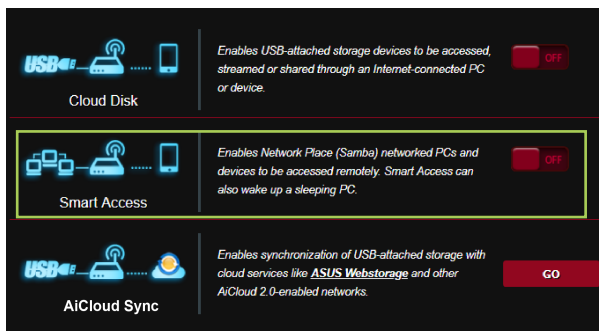 USB
Cloud Disk
Enables USB-attached storage devices to be accessed,
streamed or shared through an Internet-connected PC
or device.
OFF
Smart Access
Enables Network Place (Samba) networked PCs and
devices to be accessed remotely. Smart Access can
also wake up a sleeping PC.
OFF
USB
AiCloud Sync
Enables synchronization of USB-attached storage with
cloud services like ASUS Webstorage and other
AiCloud 2.0-enabled networks.
GO